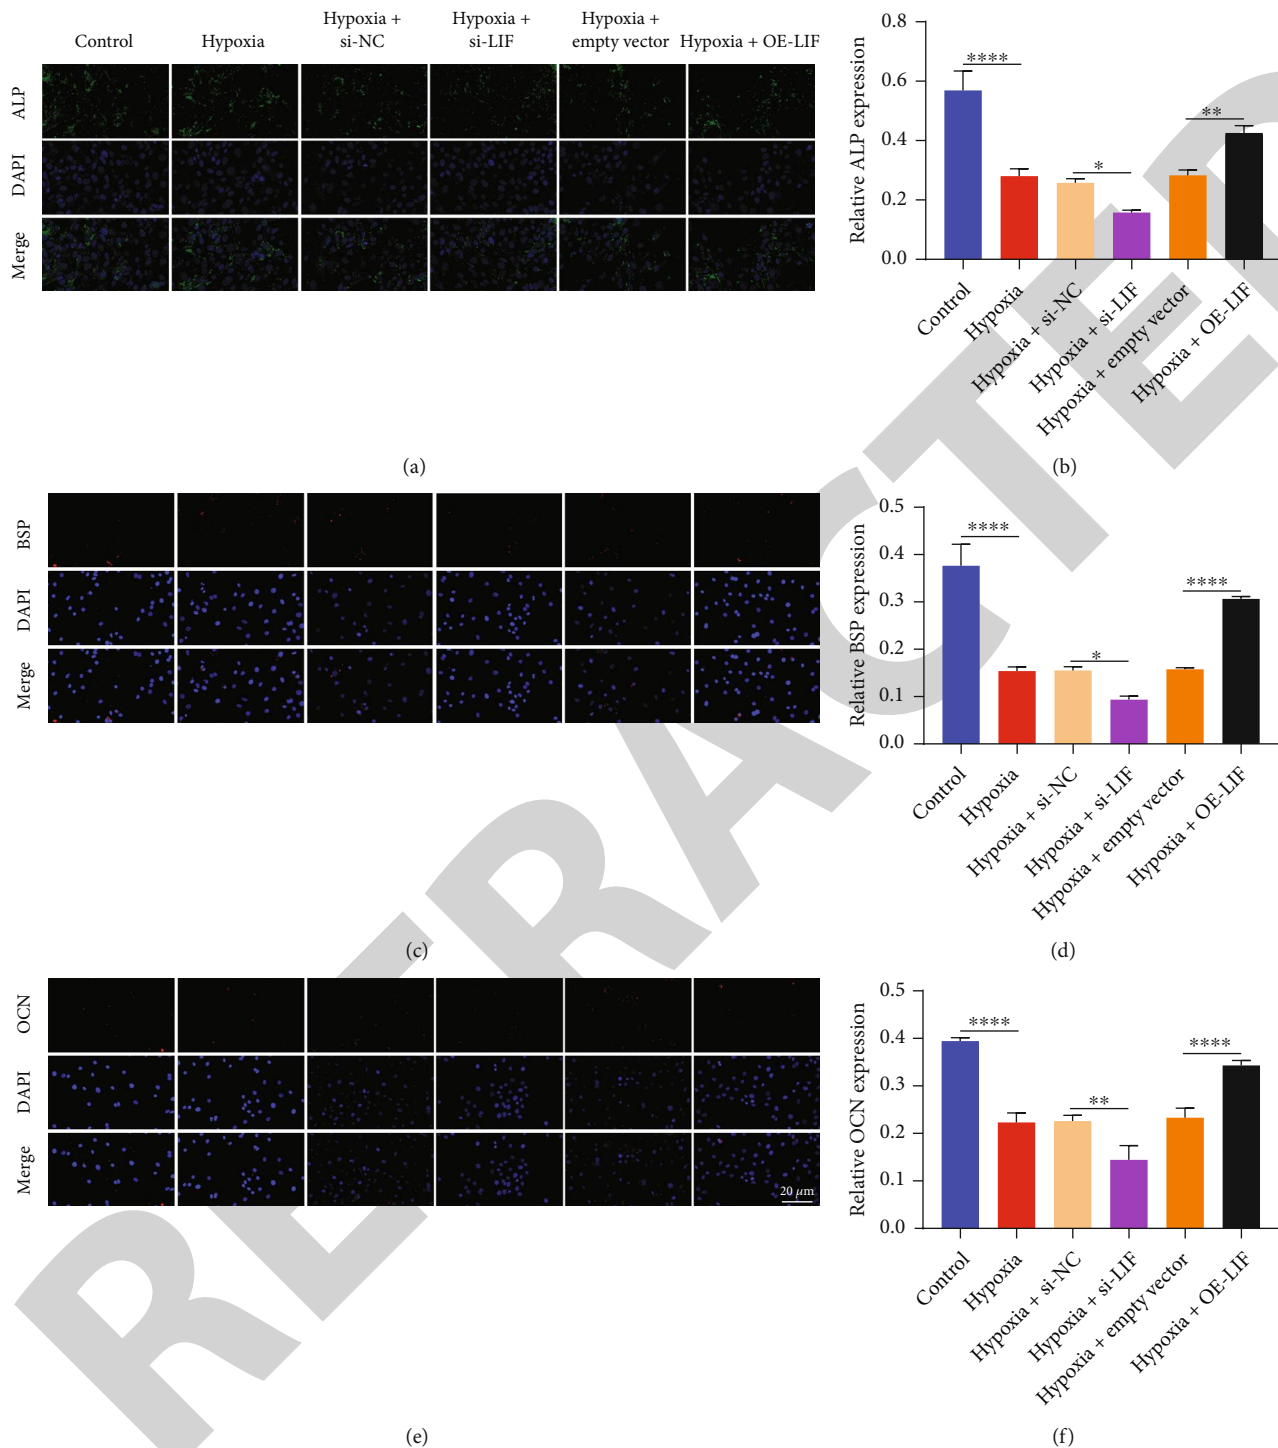 Control
Hypoxia
Hypoxia +
si-NC
Hypoxia +
si-LIF
Hypoxia +
empty vector
Hypoxia + OE-LIF
ALP
DAPI
Merge
(a)
Relative ALP expression
0.8
0.6
0.4
0.2
0.0
****
*
**
Control
Hypoxia
Hypoxia + si-NC
Hypoxia + si-LIF
Hypoxia + empty vector
Hypoxia + OE-LIF
(b)
BSP
DAPI
Merge
(c)
Relative BSP expression
0.5
0.4
0.3
0.2
0.1
0.0
****
*
****
Control
Hypoxia
Hypoxia + si-NC
Hypoxia + si-LIF
Hypoxia + empty vector
Hypoxia + OE-LIF
(d)
OCN
DAPI
Merge
20 μm
(e)
Relative OCN expression
0.5
0.4
0.3
0.2
0.1
0.0
****
**
****
Control
Hypoxia
Hypoxia + si-NC
Hypoxia + si-LIF
Hypoxia + empty vector
Hypoxia + OE-LIF
(f)
RETRACTED